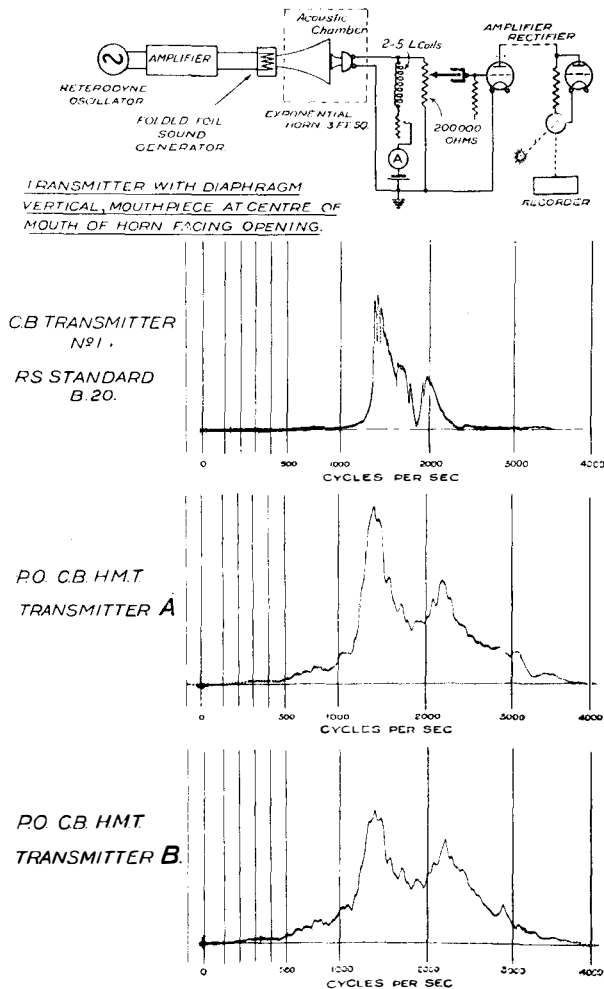 AMPLIFIER
HETERODYNE
OSCILLATOR
FOLDED FOIL
SOUND
GENERATOR
Acoustic
Chamber
EXPONENTIAL
HORN 3 FT. SQ.
2-5 L Coils
A
200000
OHMS
AMPLIFIER
RECTIFIER
RECORDER
TRANSMITTER WITH DIAPHRAGM
VERTICAL, MOUTHPIECE AT CENTRE OF
MOUTH OF HORN FACING OPENING.
C.B TRANSMITTER
Nº1.
RS STANDARD
B.20.
0 500 1000 2000 3000 4000
CYCLES PER SEC
P.O. C.B. H.M.T.
TRANSMITTER A
0 500 1000 2000 3000 4000
CYCLES PER SEC
P.O. C.B. H.M.T.
TRANSMITTER B.
0 500 1000 2000 3000 4000
CYCLES PER SEC